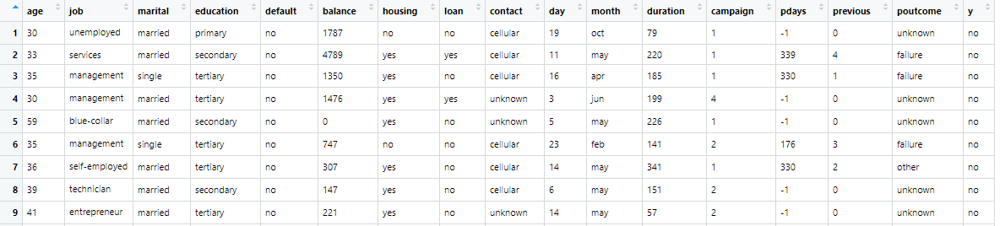 age job marital education default balance housing loan contact day month duration campaign pdays previous poutcome y
1 30 unemployed married primary no 1787 no no cellular 19 oct 79 1 -1 0 unknown no
2 33 services married secondary no 4789 yes yes cellular 11 may 220 1 339 4 failure no
3 35 management single tertiary no 1350 yes no cellular 16 apr 185 1 330 1 failure no
4 30 management married tertiary no 1476 yes yes unknown 3 jun 199 4 -1 0 unknown no
5 59 blue-collar married secondary no 0 yes no unknown 5 may 226 1 -1 0 unknown no
6 35 management single tertiary no 747 no no cellular 23 feb 141 2 176 3 failure no
7 36 self-employed married tertiary no 307 yes no cellular 14 may 341 1 330 2 other no
8 39 technician married secondary no 147 yes no cellular 6 may 151 2 -1 0 unknown no
9 41 entrepreneur married tertiary no 221 yes no unknown 14 may 57 2 -1 0 unknown no